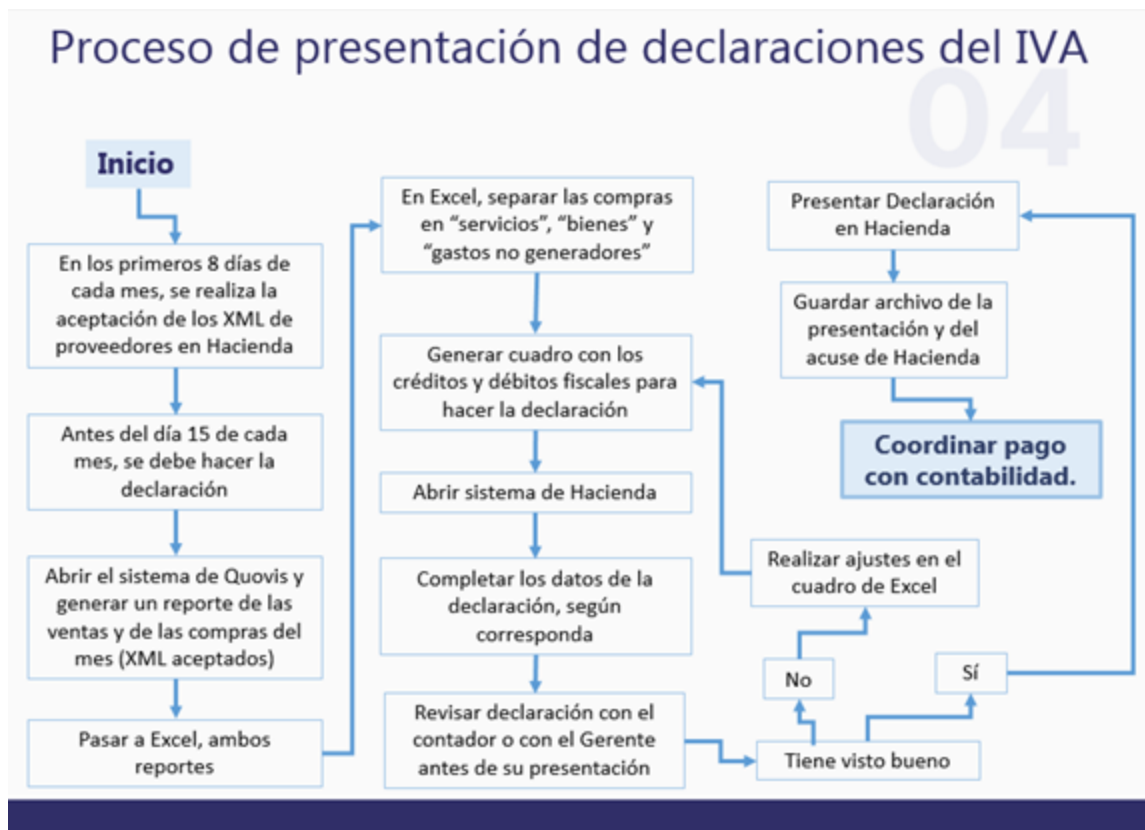 Proceso de presentación de declaraciones del IVA
04
Inicio
En los primeros 8 días de
cada mes, se realiza la
aceptación de los XML de
proveedores en Hacienda
Antes del día 15 de cada
mes, se debe hacer la
declaración
Abrir el sistema de Quovis y
generar un reporte de las
ventas y de las compras del
mes (XML aceptados)
Pasar a Excel, ambos
reportes
En Excel, separar las compras
en “servicios”, “bienes” y
“gastos no generadores”
Generar cuadro con los
créditos y débitos fiscales para
hacer la declaración
Abrir sistema de Hacienda
Completar los datos de la
declaración, según
corresponda
Revisar declaración con el
contador o con el Gerente
antes de su presentación
Tiene visto bueno
No
Realizar ajustes en el
cuadro de Excel
Sí
Presentar Declaración
en Hacienda
Guardar archivo de la
presentación y del
acuse de Hacienda
Coordinar pago
con contabilidad.